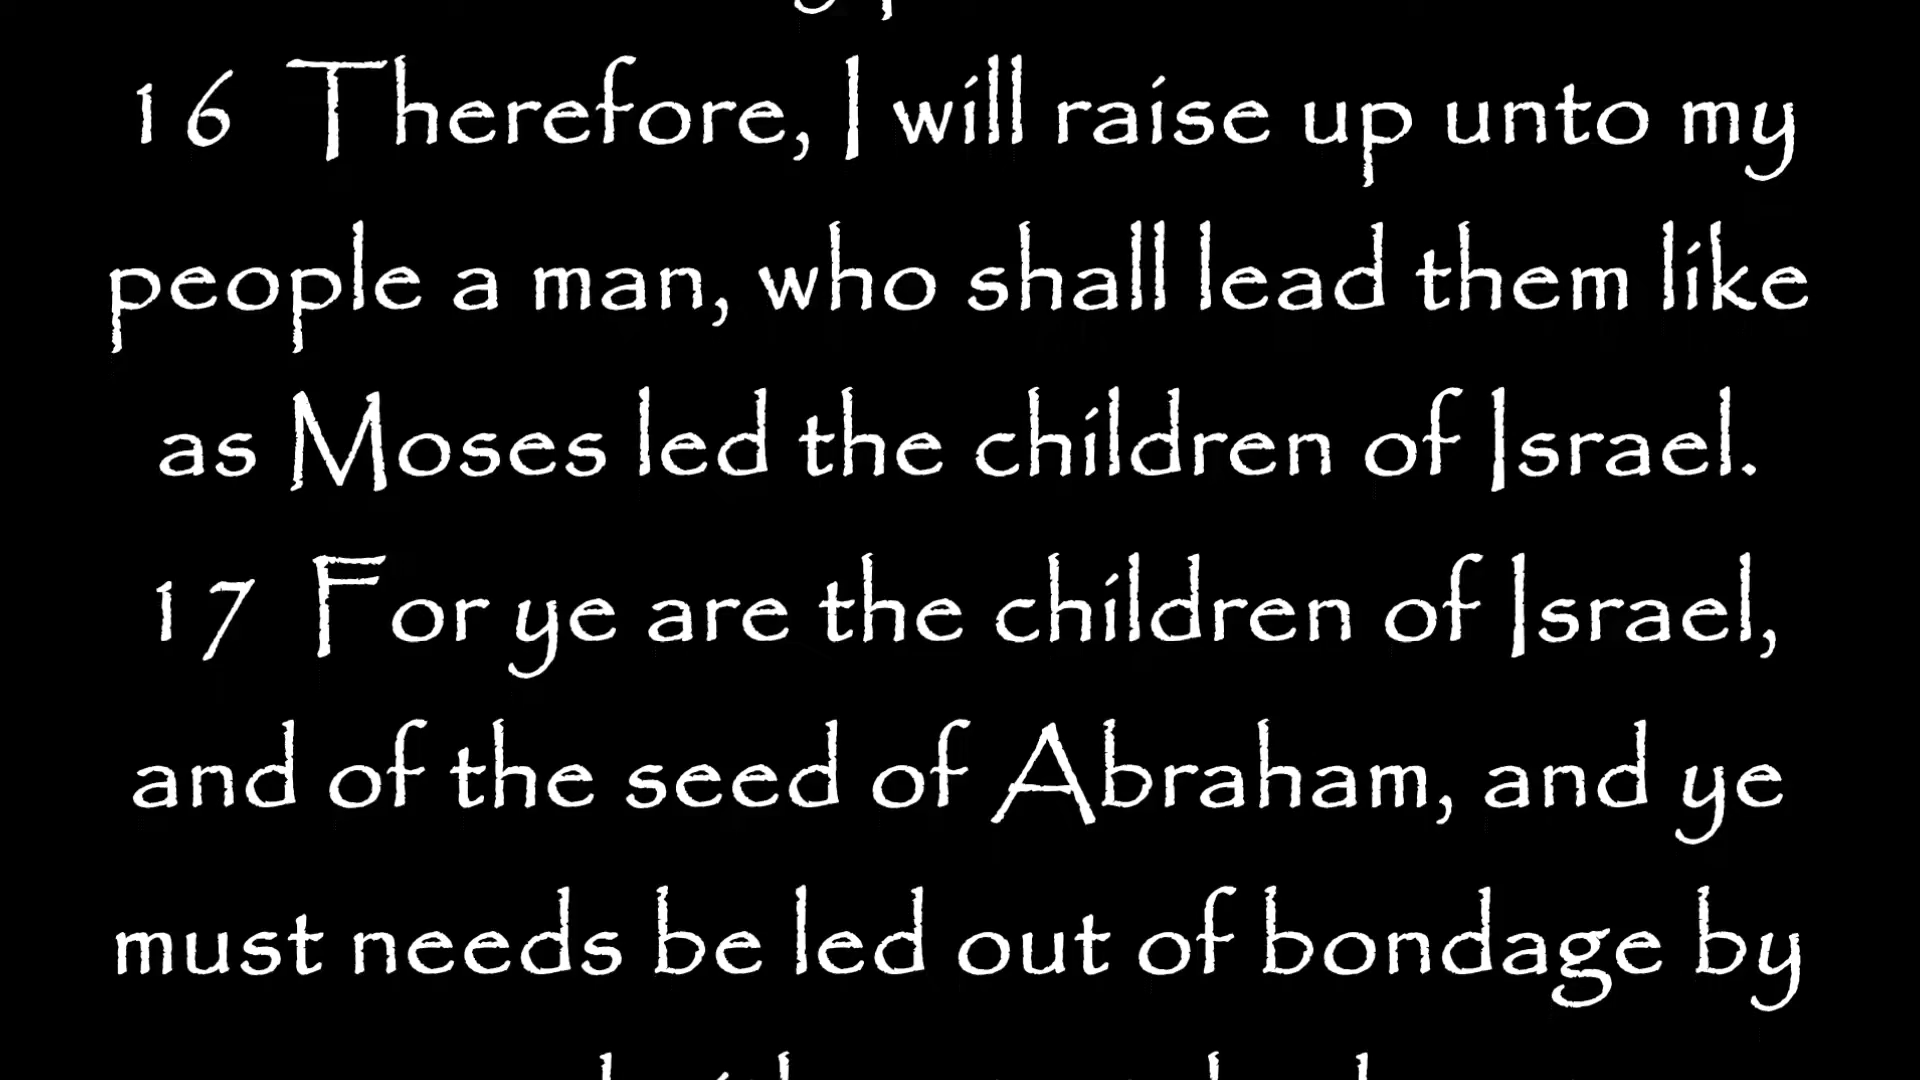 16 Therefore, I will raise up unto my
people a man, who shall lead them like
as Moses led the children of Israel.
17 For ye are the children of Israel,
and of the seed of Abraham, and ye
must needs be led out of bondage by